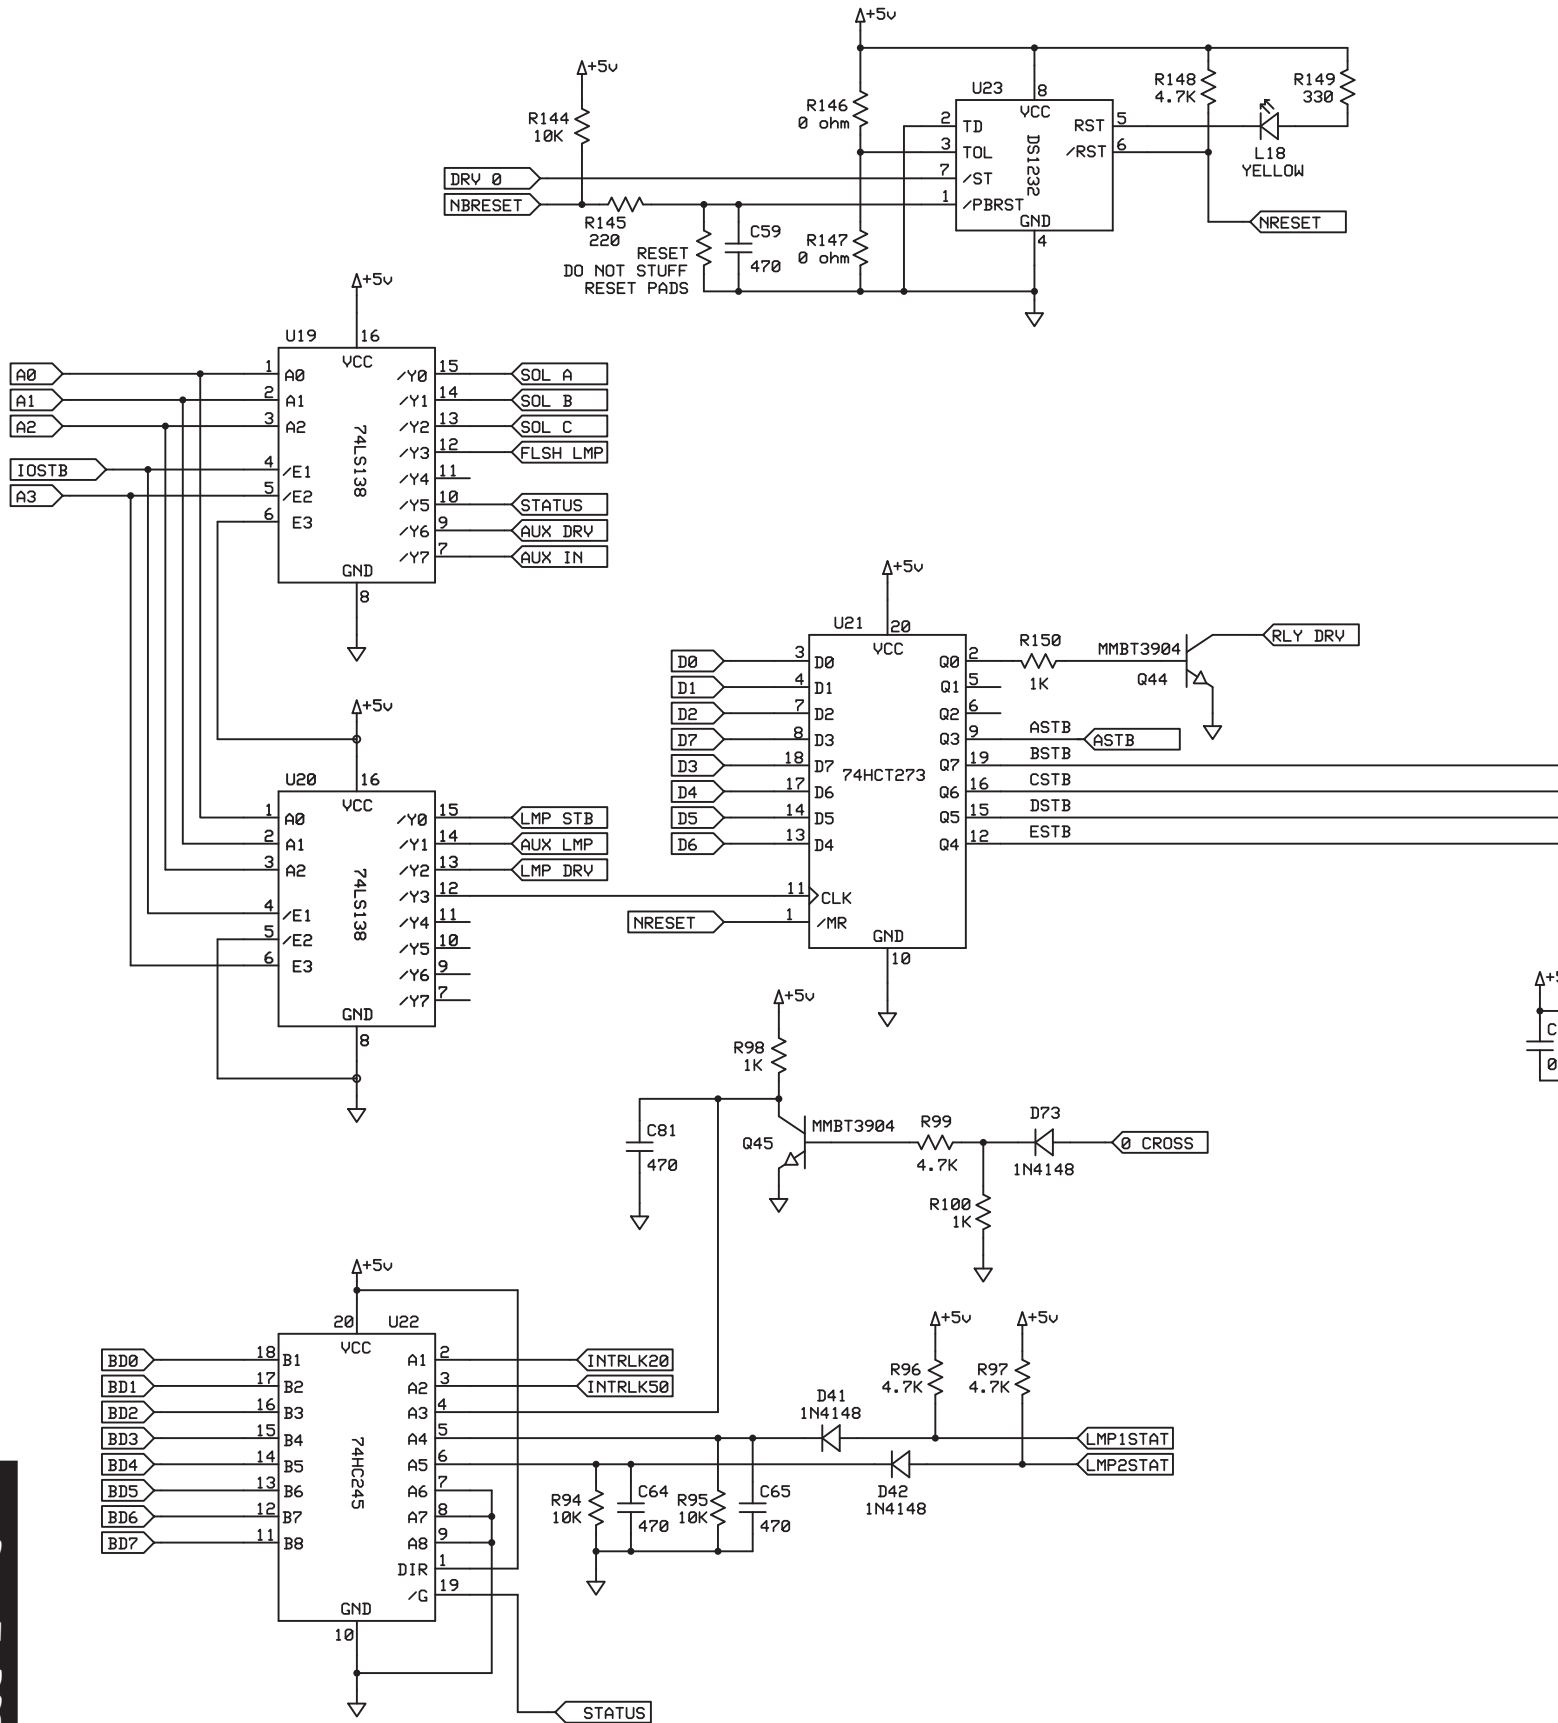 +5v
+5v
U23
8
VCC
R146
0 ohm
R148
4.7K
R149
330
R144
10K
2
TD
RST
5
3
TOL
/RST
6
DS1232
L18
YELLOW
DRV 0
7
/ST
NBRESET
1
/PBRST
R145
220
GND
4
NRESET
C59
470
R147
0 ohm
RESET
DO NOT STUFF
RESET PADS
+5v
U19
16
VCC
A0
1
A0
/Y0
15
SOL A
A1
2
A1
/Y1
14
SOL B
A2
3
A2
/Y2
13
SOL C
74LS138
/Y3
12
FLSH LMP
IOSTB
4
/E1
/Y4
11
A3
5
/E2
/Y5
10
STATUS
6
E3
/Y6
9
AUX DRV
/Y7
7
AUX IN
GND
8
+5v
U21
20
VCC
D0
3
D0
Q0
2
R150
1K
MMBT3904
Q44
RLY DRV
D1
4
D1
Q1
5
D2
7
D2
Q2
6
D7
8
D3
Q3
9
ASTB
ASTB
D3
18
D7
Q7
19
BSTB
74HCT273
D4
17
D6
Q6
16
CSTB
D5
14
D5
Q5
15
DSTB
D6
13
D4
Q4
12
ESTB
11
CLK
NRESET
1
/MR
GND
10
+5v
U20
16
VCC
1
A0
/Y0
15
LMP STB
2
A1
/Y1
14
AUX LMP
3
A2
/Y2
13
LMP DRV
74LS138
/Y3
12
4
/E1
/Y4
11
5
/E2
/Y5
10
6
E3
/Y6
9
/Y7
7
GND
8
+5
C
0
+5v
R98
1K
C81
470
Q45
MMBT3904
R99
4.7K
D73
1N4148
0 CROSS
R100
1K
+5v
20
U22
VCC
BD0
18
B1
A1
2
INTRLK20
BD1
17
B2
A2
3
INTRLK50
BD2
16
B3
A3
4
BD3
15
B4
A4
5
BD4
14
B5
A5
6
74HC245
BD5
13
B6
A6
7
BD6
12
B7
A7
8
BD7
11
B8
A8
9
DIR
1
/G
19
GND
10
STATUS
+5v
+5v
R96
4.7K
R97
4.7K
D41
1N4148
LMP1STAT
LMP2STAT
D42
1N4148
R94
10K
C64
470
R95
10K
C65
470